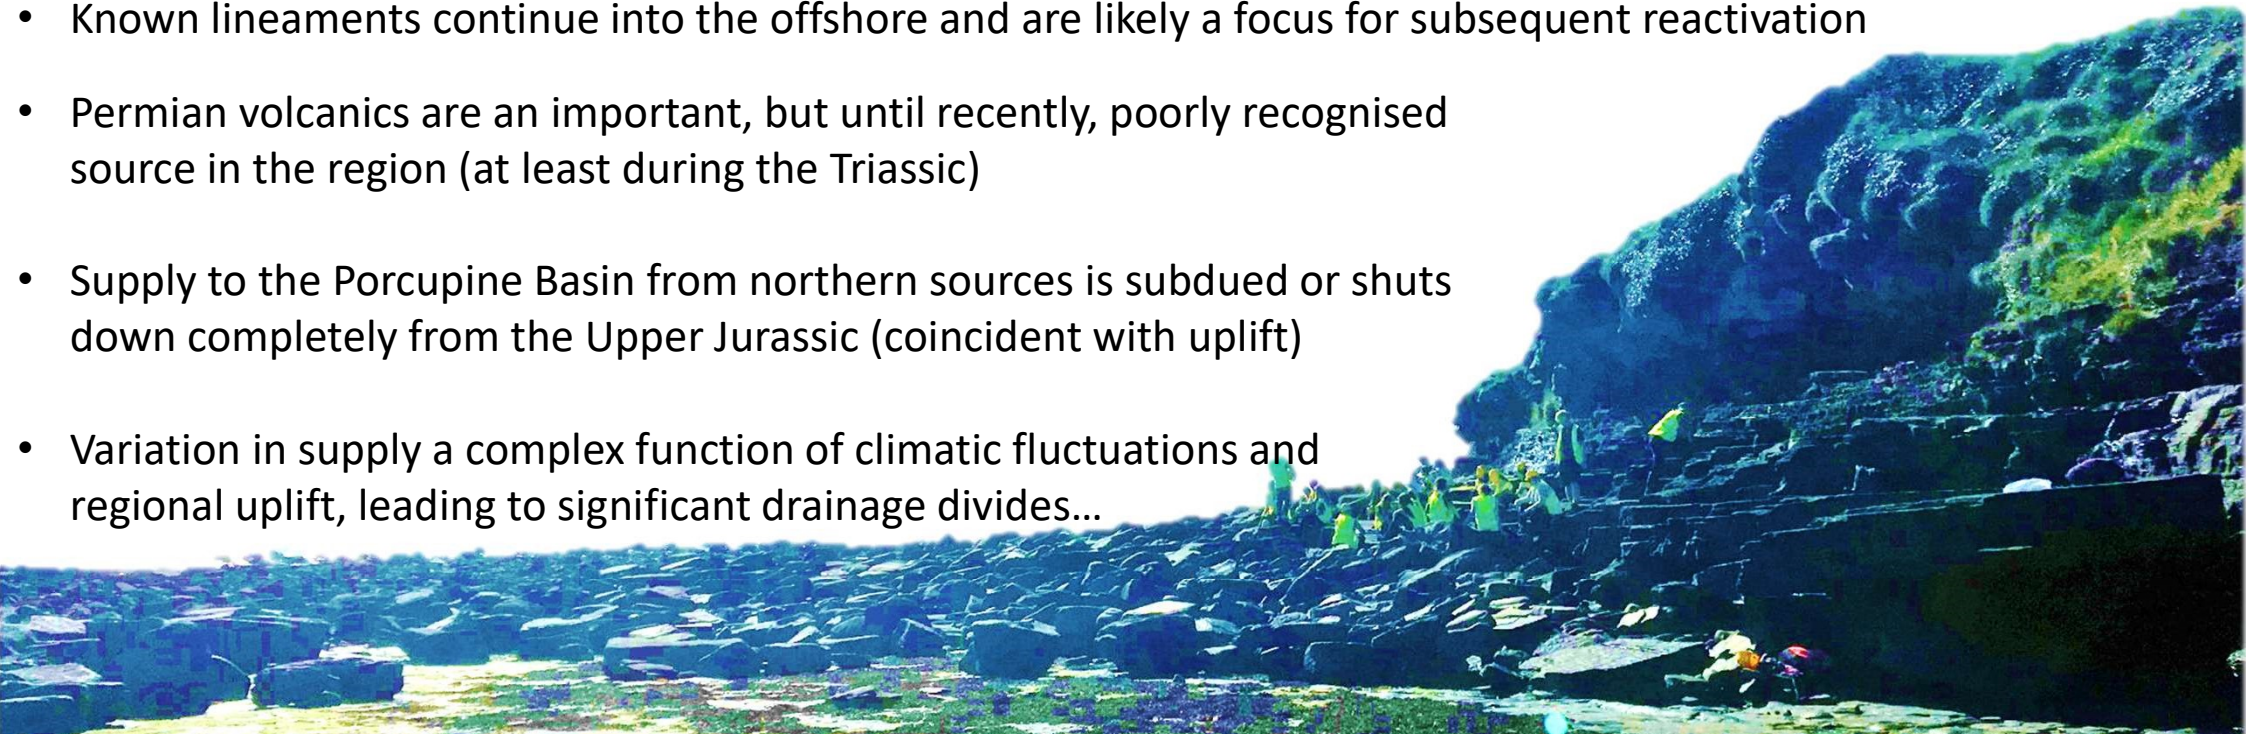 • Known lineaments continue into the offshore and are likely a focus for subsequent reactivation
• Permian volcanics are an important, but until recently, poorly recognised
source in the region (at least during the Triassic)
• Supply to the Porcupine Basin from northern sources is subdued or shuts
down completely from the Upper Jurassic (coincident with uplift)
• Variation in supply a complex function of climatic fluctuations and
regional uplift, leading to significant drainage divides…